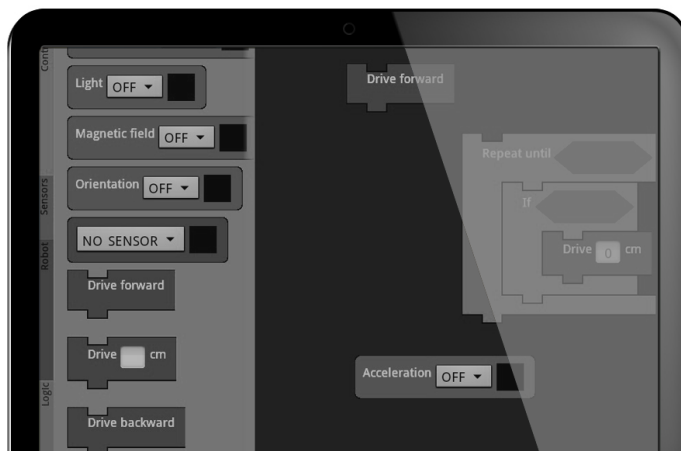 Cont
Light OFF
Magnetic field OFF
Orientation OFF
NO SENSOR
Drive forward
Drive cm
Drive backward
Sensors
Robot
Logic
Drive forward
Repeat until
If
Drive 0 cm
Acceleration OFF